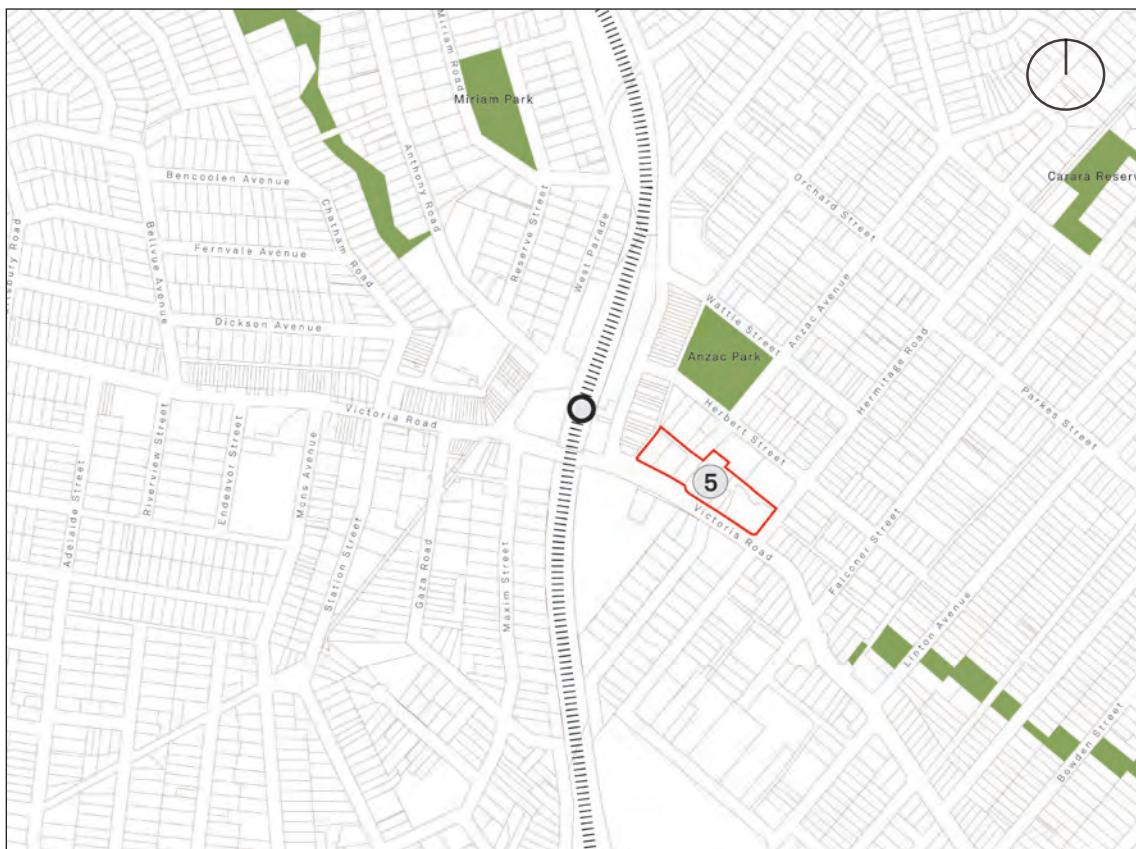 Miriam Road
Miriam Park
Carara Reserv
Orchard Street
Bencoolen Avenue
Anthony Road
Chatham Road
Reserve Street
West Parade
Bellvue Avenue
Fernvale Avenue
Dickson Avenue
Wattle Street
Anzac Avenue
Anzac Park
Hermitage Road
Parkes Street
Herbert Street
Victoria Road
Riverview Street
Endeavor Street
Adelaide Street
Mons Avenue
Station Street
Gaza Road
Maxim Street
5
Victoria Road
Falconer Street
Linton Avenue
Bowden Street